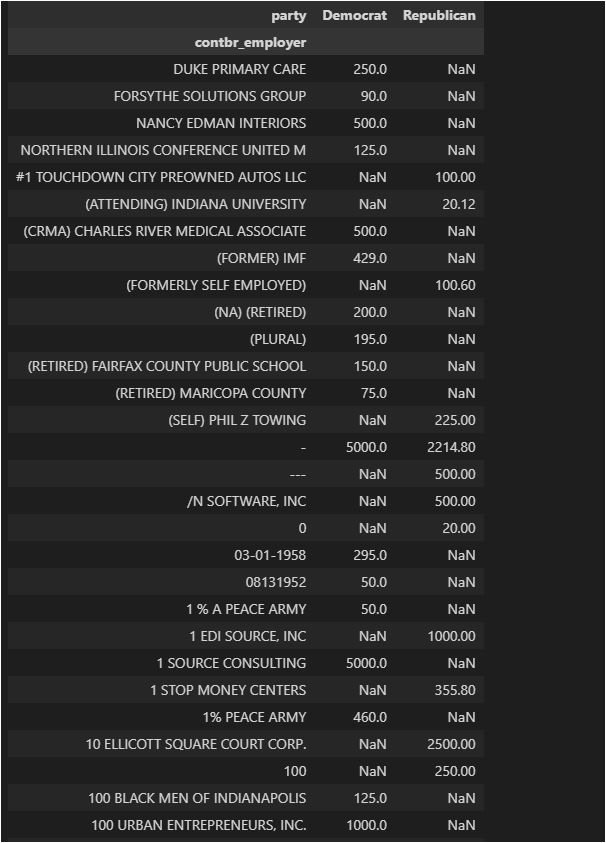 party Democrat Republican
contbr_employer
DUKE PRIMARY CARE 250.0 NaN
FORSYTHE SOLUTIONS GROUP 90.0 NaN
NANCY EDMAN INTERIORS 500.0 NaN
NORTHERN ILLINOIS CONFERENCE UNITED M 125.0 NaN
#1 TOUCHDOWN CITY PREOWNED AUTOS LLC NaN 100.00
(ATTENDING) INDIANA UNIVERSITY NaN 20.12
(CRMA) CHARLES RIVER MEDICAL ASSOCIATE 500.0 NaN
(FORMER) IMF 429.0 NaN
(FORMERLY SELF EMPLOYED) NaN 100.60
(NA) (RETIRED) 200.0 NaN
(PLURAL) 195.0 NaN
(RETIRED) FAIRFAX COUNTY PUBLIC SCHOOL 150.0 NaN
(RETIRED) MARICOPA COUNTY 75.0 NaN
(SELF) PHIL Z TOWING NaN 225.00
- 5000.0 2214.80
--- NaN 500.00
/N SOFTWARE, INC NaN 500.00
0 NaN 20.00
03-01-1958 295.0 NaN
08131952 50.0 NaN
1 % A PEACE ARMY 50.0 NaN
1 EDI SOURCE, INC NaN 1000.00
1 SOURCE CONSULTING 5000.0 NaN
1 STOP MONEY CENTERS NaN 355.80
1% PEACE ARMY 460.0 NaN
10 ELLICOTT SQUARE COURT CORP. NaN 2500.00
100 NaN 250.00
100 BLACK MEN OF INDIANAPOLIS 125.0 NaN
100 URBAN ENTREPRENEURS, INC. 1000.0 NaN